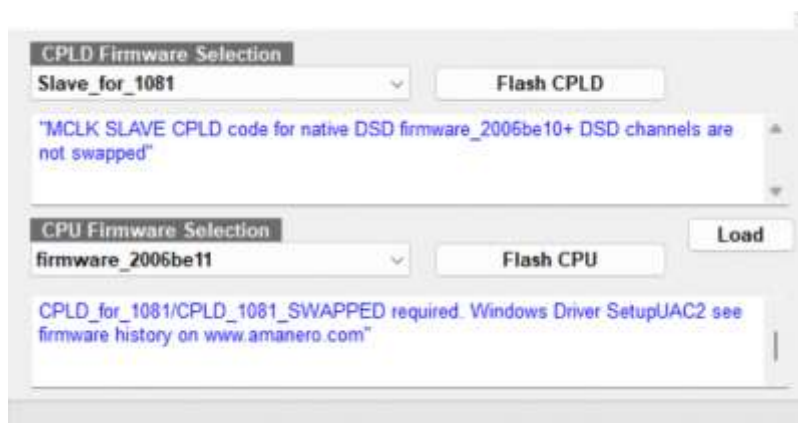 CPLD Firmware Selection
Slave_for_1081
Flash CPLD
"MCLK SLAVE CPLD code for native DSD firmware_2006be10+ DSD channels are
not swapped"
CPU Firmware Selection
Load
firmware_2006be11
Flash CPU
CPLD_for_1081/CPLD_1081_SWAPPED required. Windows Driver SetupUAC2 see
firmware history on www.amanero.com"